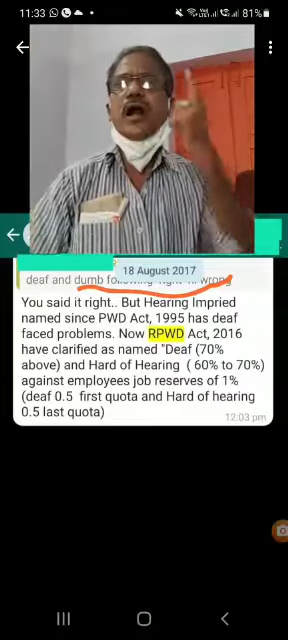 11:33
81%
18 August 2017
deaf and dumb following "right" n. wrong
You said it right.. But Hearing Impried
named since PWD Act, 1995 has deaf
faced problems. Now RPWD Act, 2016
have clarified as named "Deaf (70%
above) and Hard of Hearing ( 60% to 70%)
against employees job reserves of 1%
(deaf 0.5 first quota and Hard of hearing
0.5 last quota)
12:03 pm